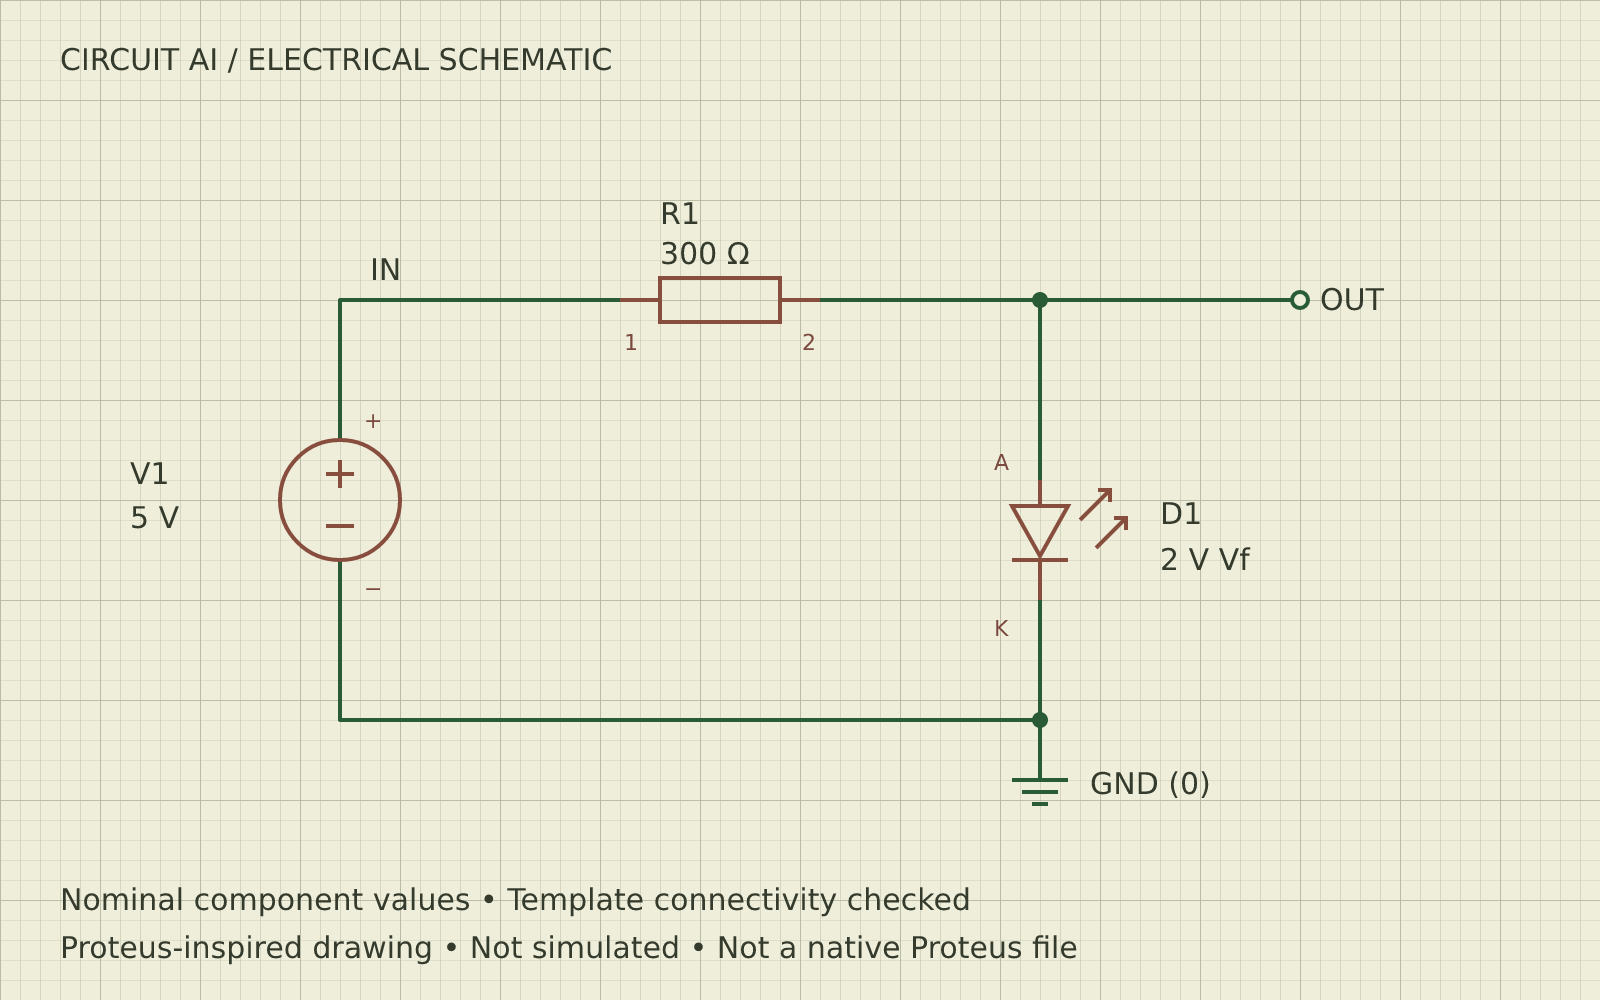 CIRCUIT AI / ELECTRICAL SCHEMATIC
R1
300 Ω
IN
1
2
OUT
+
V1
5 V
−
A
D1
2 V Vf
K
GND (0)
Nominal component values • Template connectivity checked
Proteus-inspired drawing • Not simulated • Not a native Proteus file